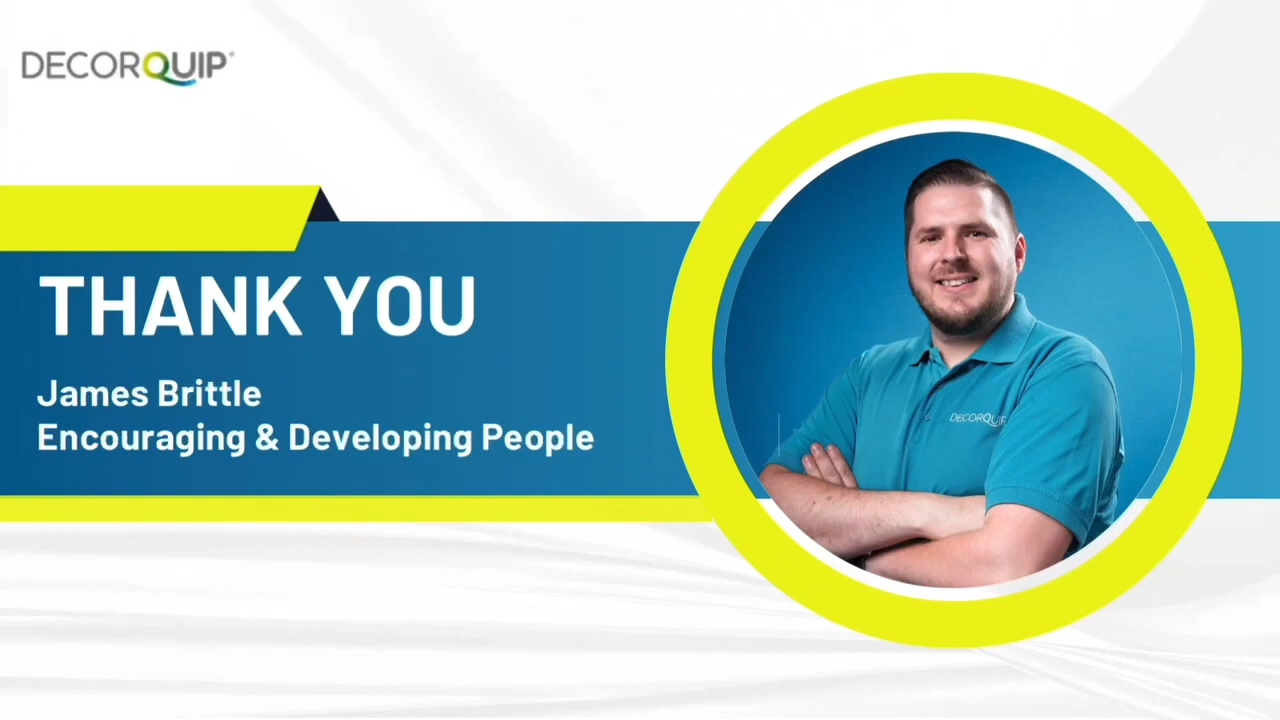 DECORQUIP®
THANK YOU
James Brittle
Encouraging & Developing People
DECORQUIP